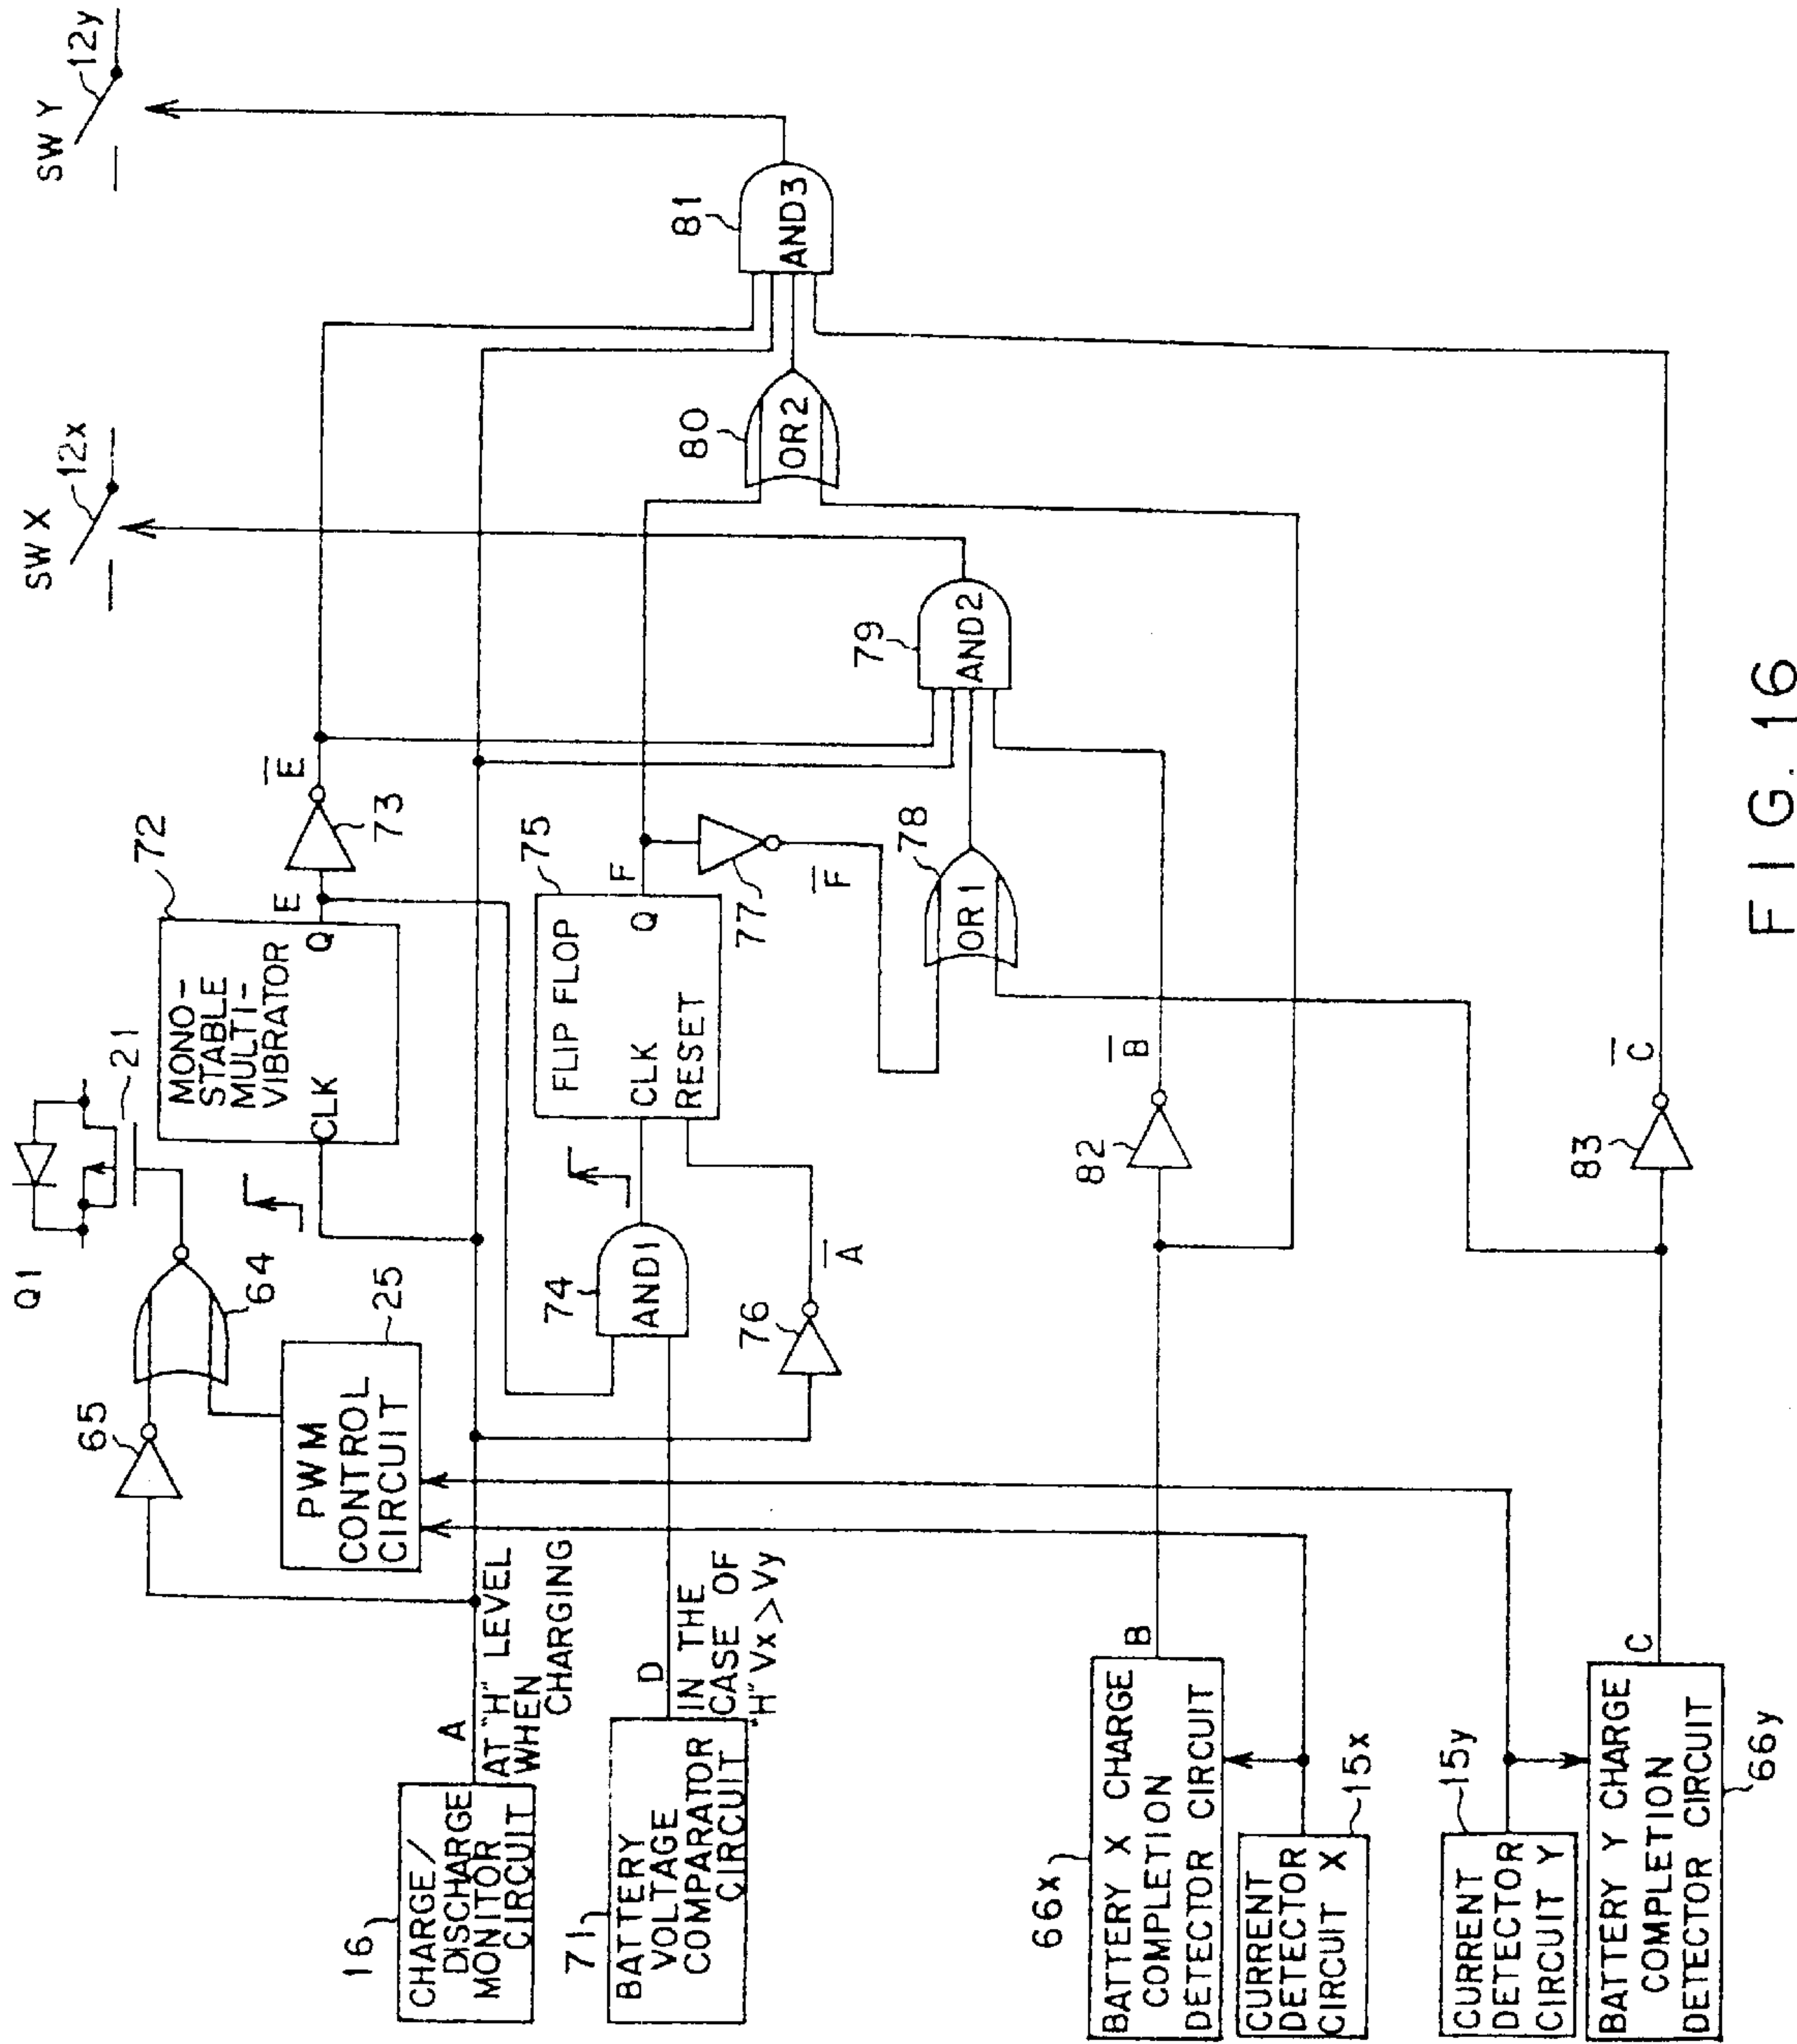 SW X
12x
SW Y
12y
Q1
21
65
64
PWM
CONTROL
CIRCUIT
25
MONO-
STABLE
MULTI-
VIBRATOR
CLK
Q
72
E
E̅
73
16
CHARGE/
DISCHARGE
MONITOR
CIRCUIT
A
AT "H" LEVEL
WHEN
CHARGING
71
BATTERY
VOLTAGE
COMPARATOR
CIRCUIT
D
IN THE
CASE OF
"H" Vx > Vy
74
AND1
76
A̅
FLIP FLOP
CLK
RESET
Q
75
F
77
F̅
78
OR1
79
AND2
80
OR2
81
AND3
66x
BATTERY X CHARGE
COMPLETION
DETECTOR CIRCUIT
B
82
B̅
CURRENT
DETECTOR
CIRCUIT X
15x
CURRENT
DETECTOR
CIRCUIT Y
15y
BATTERY Y CHARGE
COMPLETION
DETECTOR CIRCUIT
66y
C
83
C̅
FIG. 16